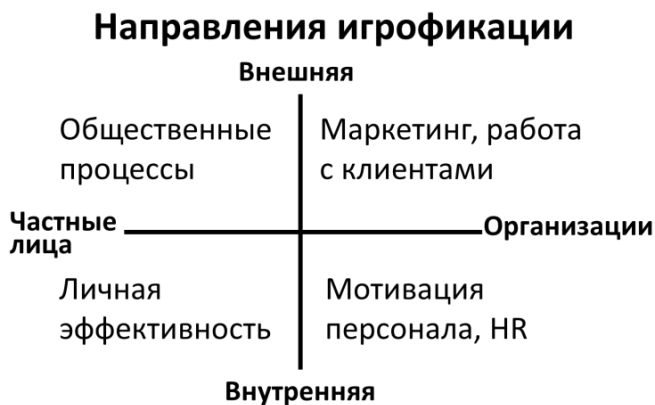 Направления игрофикации
Внешняя
Общественные
процессы
Маркетинг, работа
с клиентами
Частные
лица
Организации
Личная
эффективность
Мотивация
персонала, HR
Внутренняя